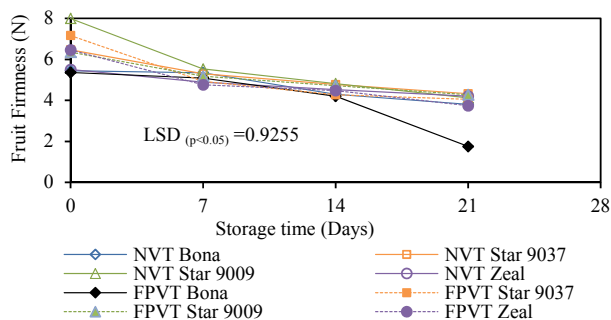 8
6
4
2
0
Fruit Firmness (N)
LSD (p<0.05) =0.9255
0 7 14 21 28
Storage time (Days)
NVT Bona NVT Star 9037
NVT Star 9009 NVT Zeal
FPVT Bona FPVT Star 9037
FPVT Star 9009 FPVT Zeal